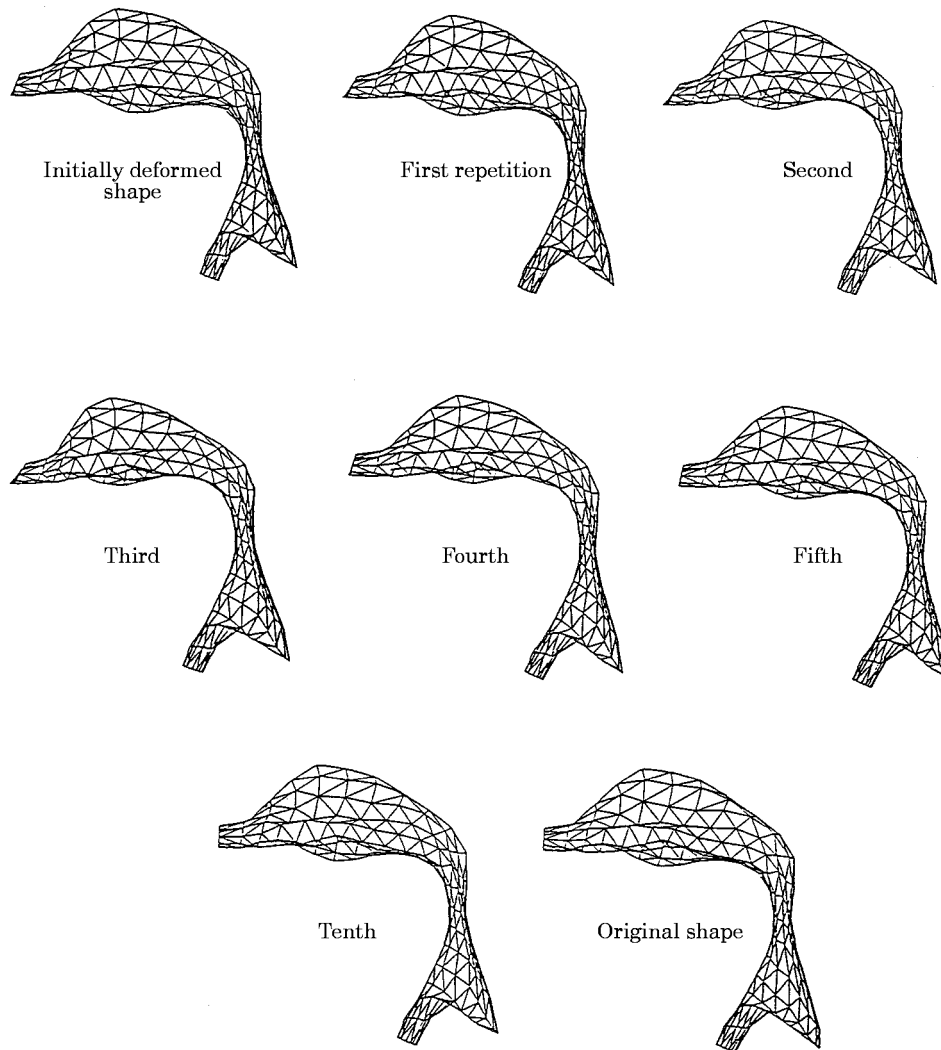 Initially deformed
shape
First repetition
Second
Third
Fourth
Fifth
Tenth
Original shape